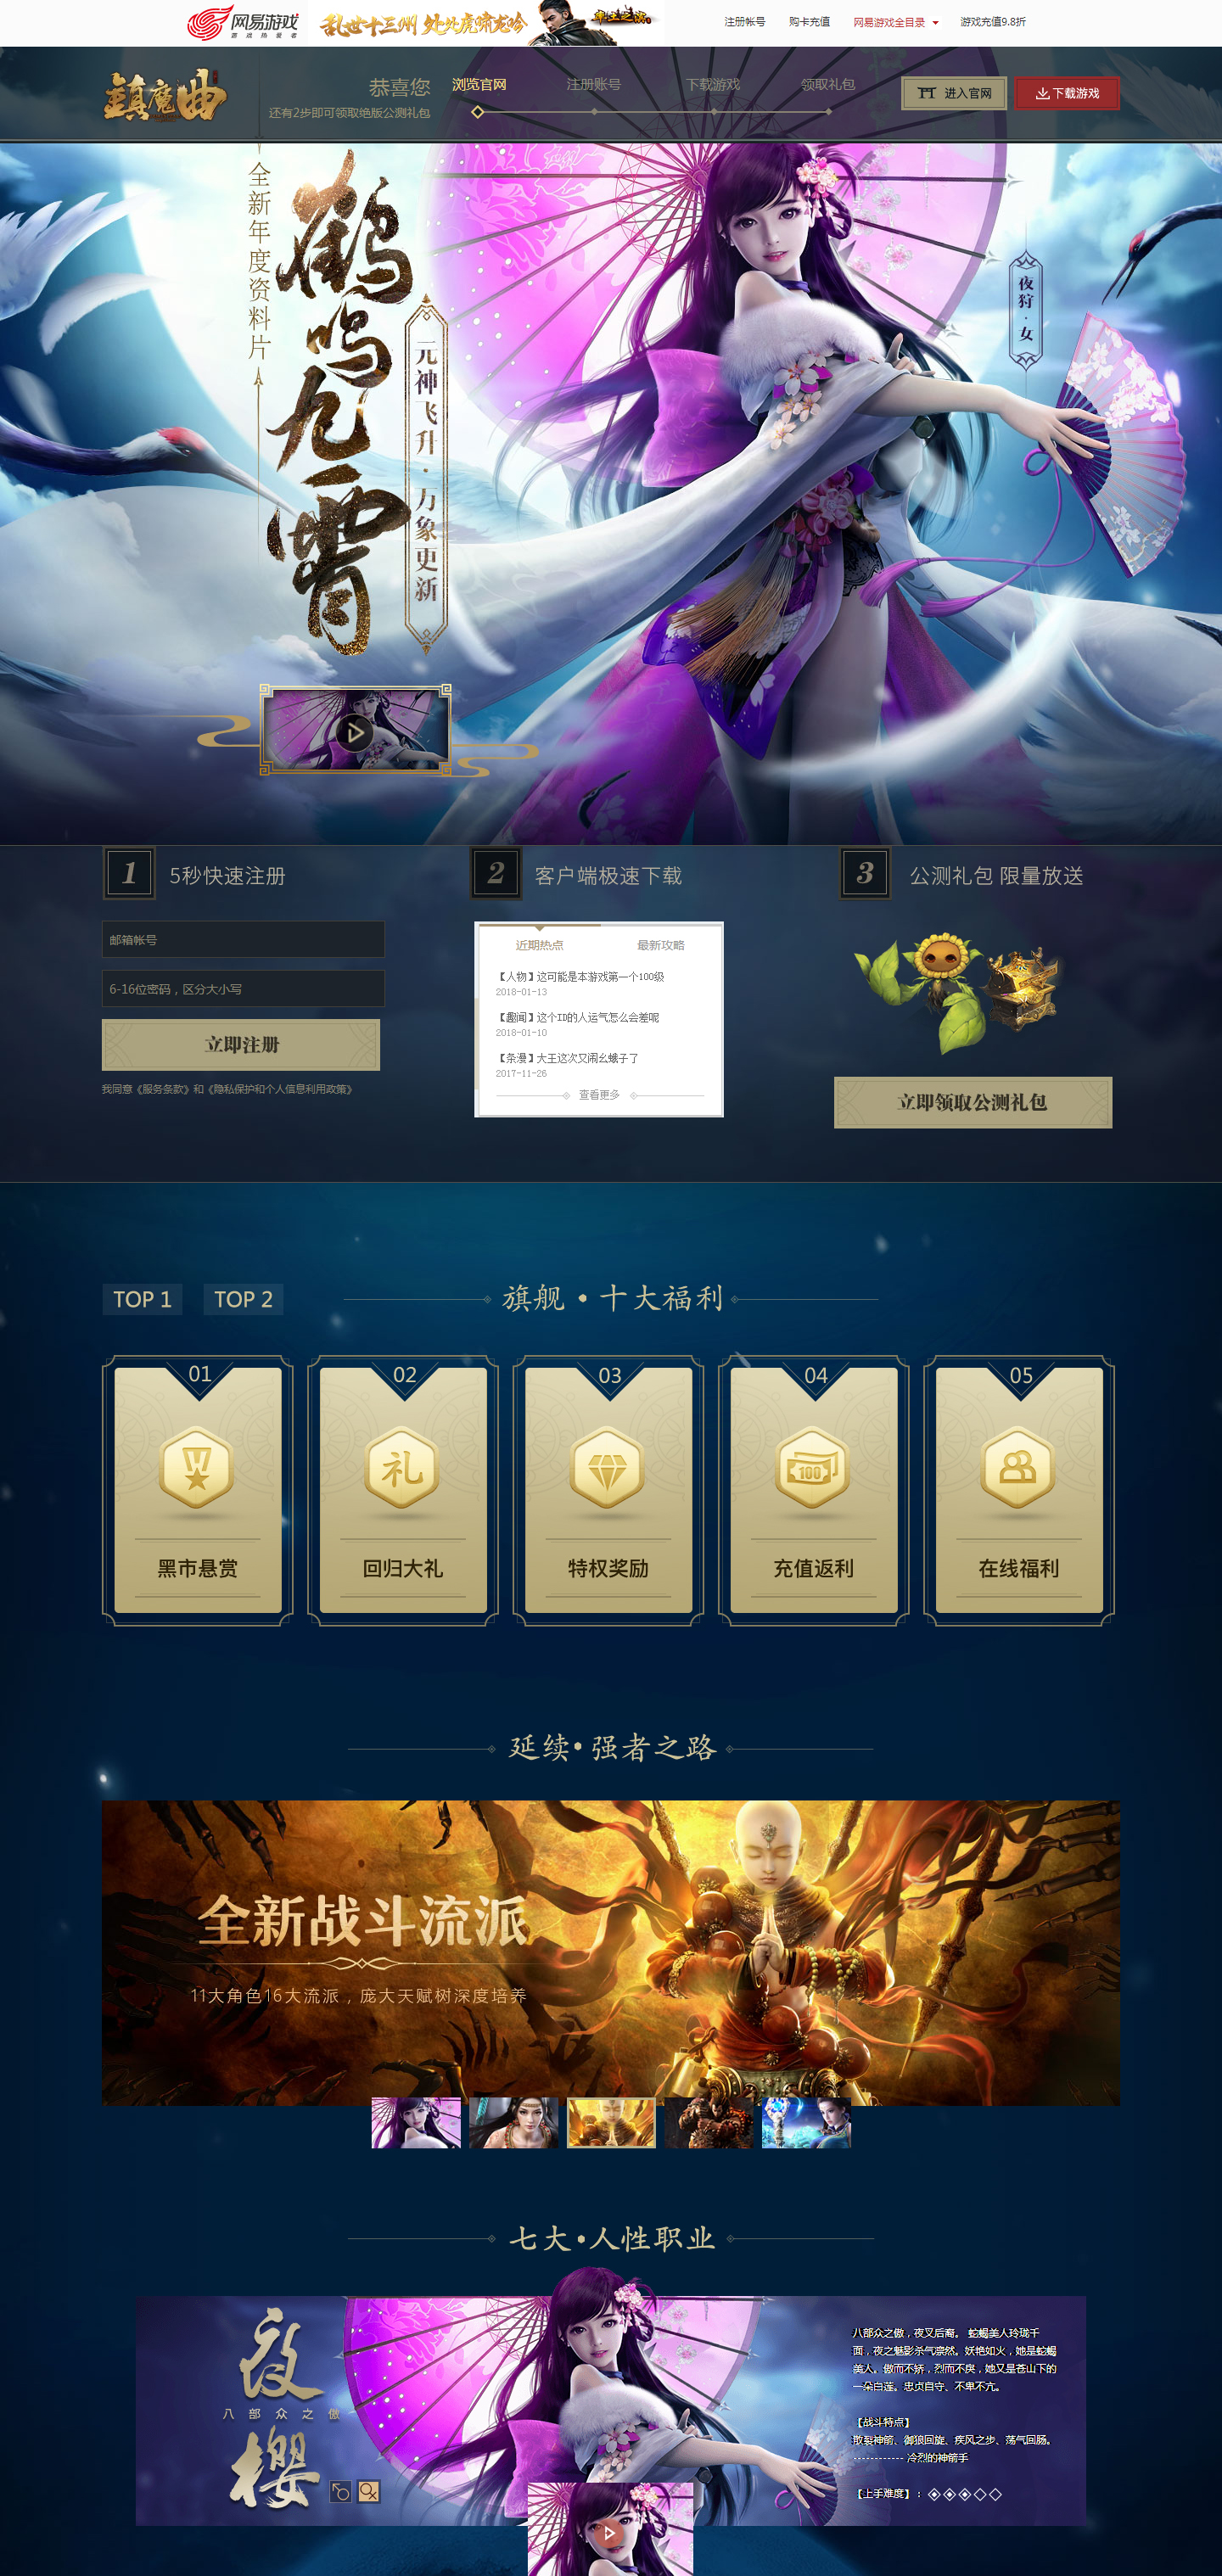 网易游戏
游戏热爱者
乱世十三州 处处虎啸龙吟
率土之滨
注册帐号
购卡充值
网易游戏全目录
游戏充值9.8折
鎮魔曲
恭喜您
还有2步即可领取绝版公测礼包
浏览官网
注册账号
下载游戏
领取礼包
进入官网
下载游戏
全新年度资料片
鹤鸣九霄
元神飞升·万象更新
夜狩·女
1
5秒快速注册
邮箱帐号
6-16位密码，区分大小写
立即注册
我同意《服务条款》和《隐私保护和个人信息利用政策》
2
客户端极速下载
近期热点
最新攻略
【人物】这可能是本游戏第一个100级
2018-01-13
【趣闻】这个ID的人运气怎么会差呢
2018-01-10
【条漫】大王这次又闹幺蛾子了
2017-11-26
查看更多
3
公测礼包 限量放送
立即领取公测礼包
TOP 1
TOP 2
旗舰·十大福利
01
黑市悬赏
02
礼
回归大礼
03
特权奖励
04
100
充值返利
05
在线福利
延续·强者之路
全新战斗流派
11大角色16大流派，庞大天赋树深度培养
七大·人性职业
夜
八部众之傲
樱
八部众之傲，夜叉后裔。 蛇蝎美人玲珑千
面，夜之魅影杀气凛然。妖艳如火，她是蛇蝎
美人。傲而不娇，烈而不戾，她又是苍山下的
一朵白莲。忠贞自守、不卑不亢。
【战斗特点】
散裂神箭、御狼回旋、疾风之步、荡气回肠。
------------ 冷烈的神箭手
【上手难度】：